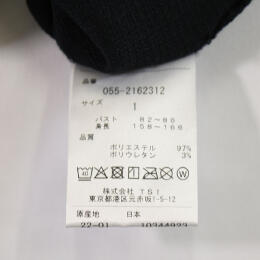 品番
055-2162312
サイズ
1
バスト 82~86
身長 158~166
品質
ポリエステル 97%
ポリウレタン 3%
株式会社 TSI
東京都港区元赤坂1-5-12
原産地 日本
22-01